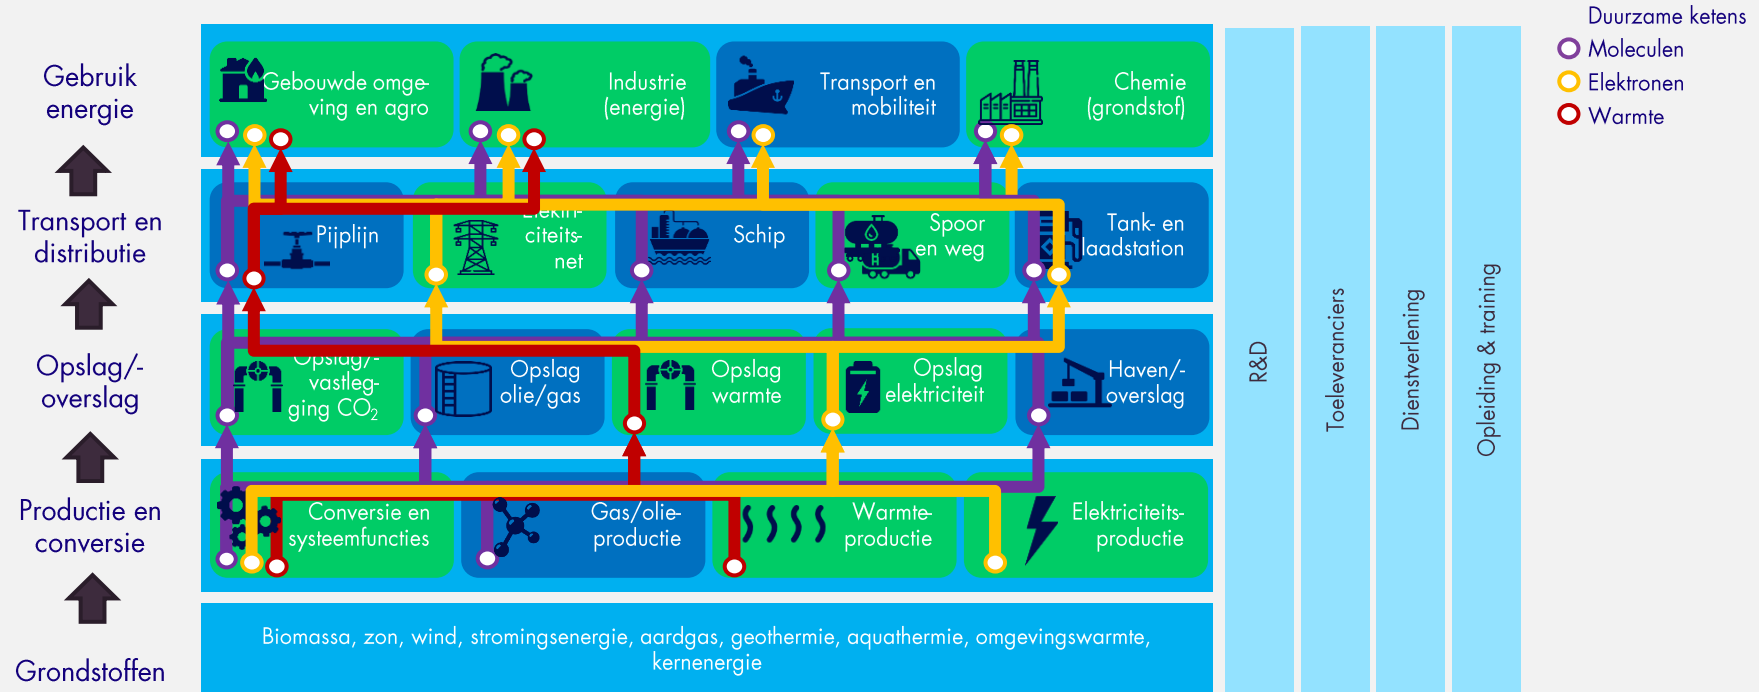 Duurzame ketens
Moleculen
Elektronen
Warmte
Gebruik
energie
Gebouwde omge-
ving en agro
Industrie
(energie)
Transport en
mobiliteit
Chemie
(grondstof)
Transport en
distributie
Pijplijn
Elektri-
citeits-
net
Schip
Spoor
en weg
Tank- en
laadstation
Opslag/-
overslag
Opslag/-
vastleg-
ging CO₂
Opslag
olie/gas
Opslag
warmte
Opslag
elektriciteit
Haven/-
overslag
Productie en
conversie
Conversie en
systeemfuncties
Gas/olie-
productie
Warmte-
productie
Elektriciteits-
productie
Grondstoffen
Biomassa, zon, wind, stromingsenergie, aardgas, geothermie, aquathermie, omgevingswarmte,
kernenergie
R&D
Toeleveranciers
Dienstverlening
Opleiding & training